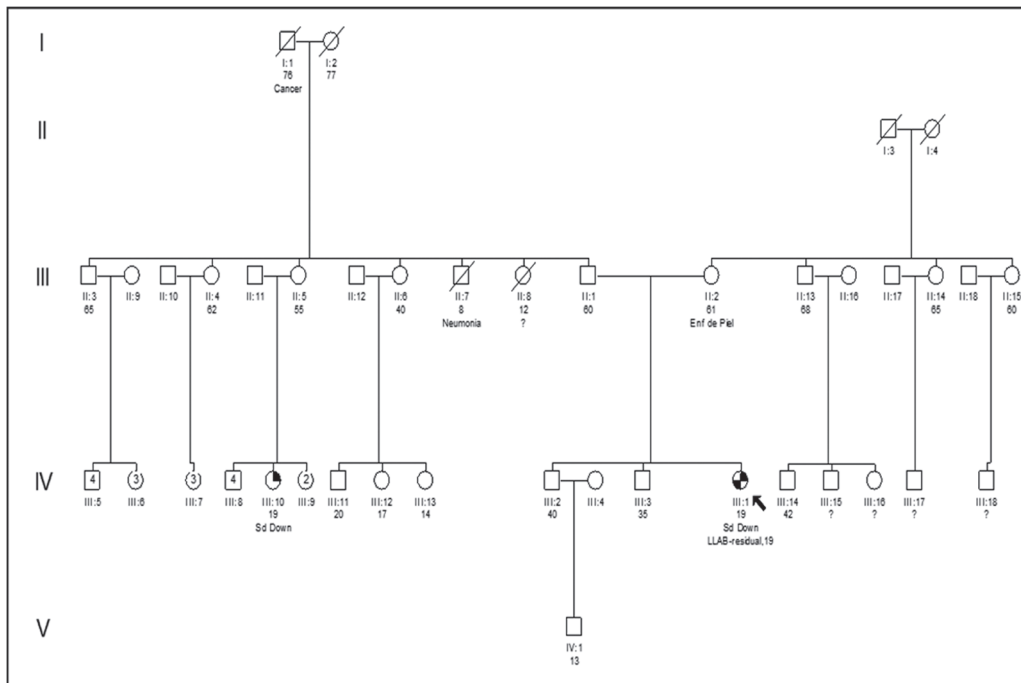 I
I:1 I:2
76 77
Cancer
II
I:3 I:4
III
II:3 II:9 II:10 II:4 II:11 II:5 II:12 II:6 II:7 II:8 II:1 II:2 II:13 II:16 II:17 II:14 II:18 II:15
65 62 55 40 8 12 60 61 68 65 60
Neumonia ? Enf de Piel
IV
4 3 3 4 2
III:5 III:6 III:7 III:8 III:10 III:9 III:11 III:12 III:13 III:2 III:4 III:3 III:1 III:14 III:15 III:16 III:17 III:18
19 20 17 14 40 35 19 42 ? ? ? ?
Sd Down Sd Down
LLAB-residual,19
V
IV:1
13